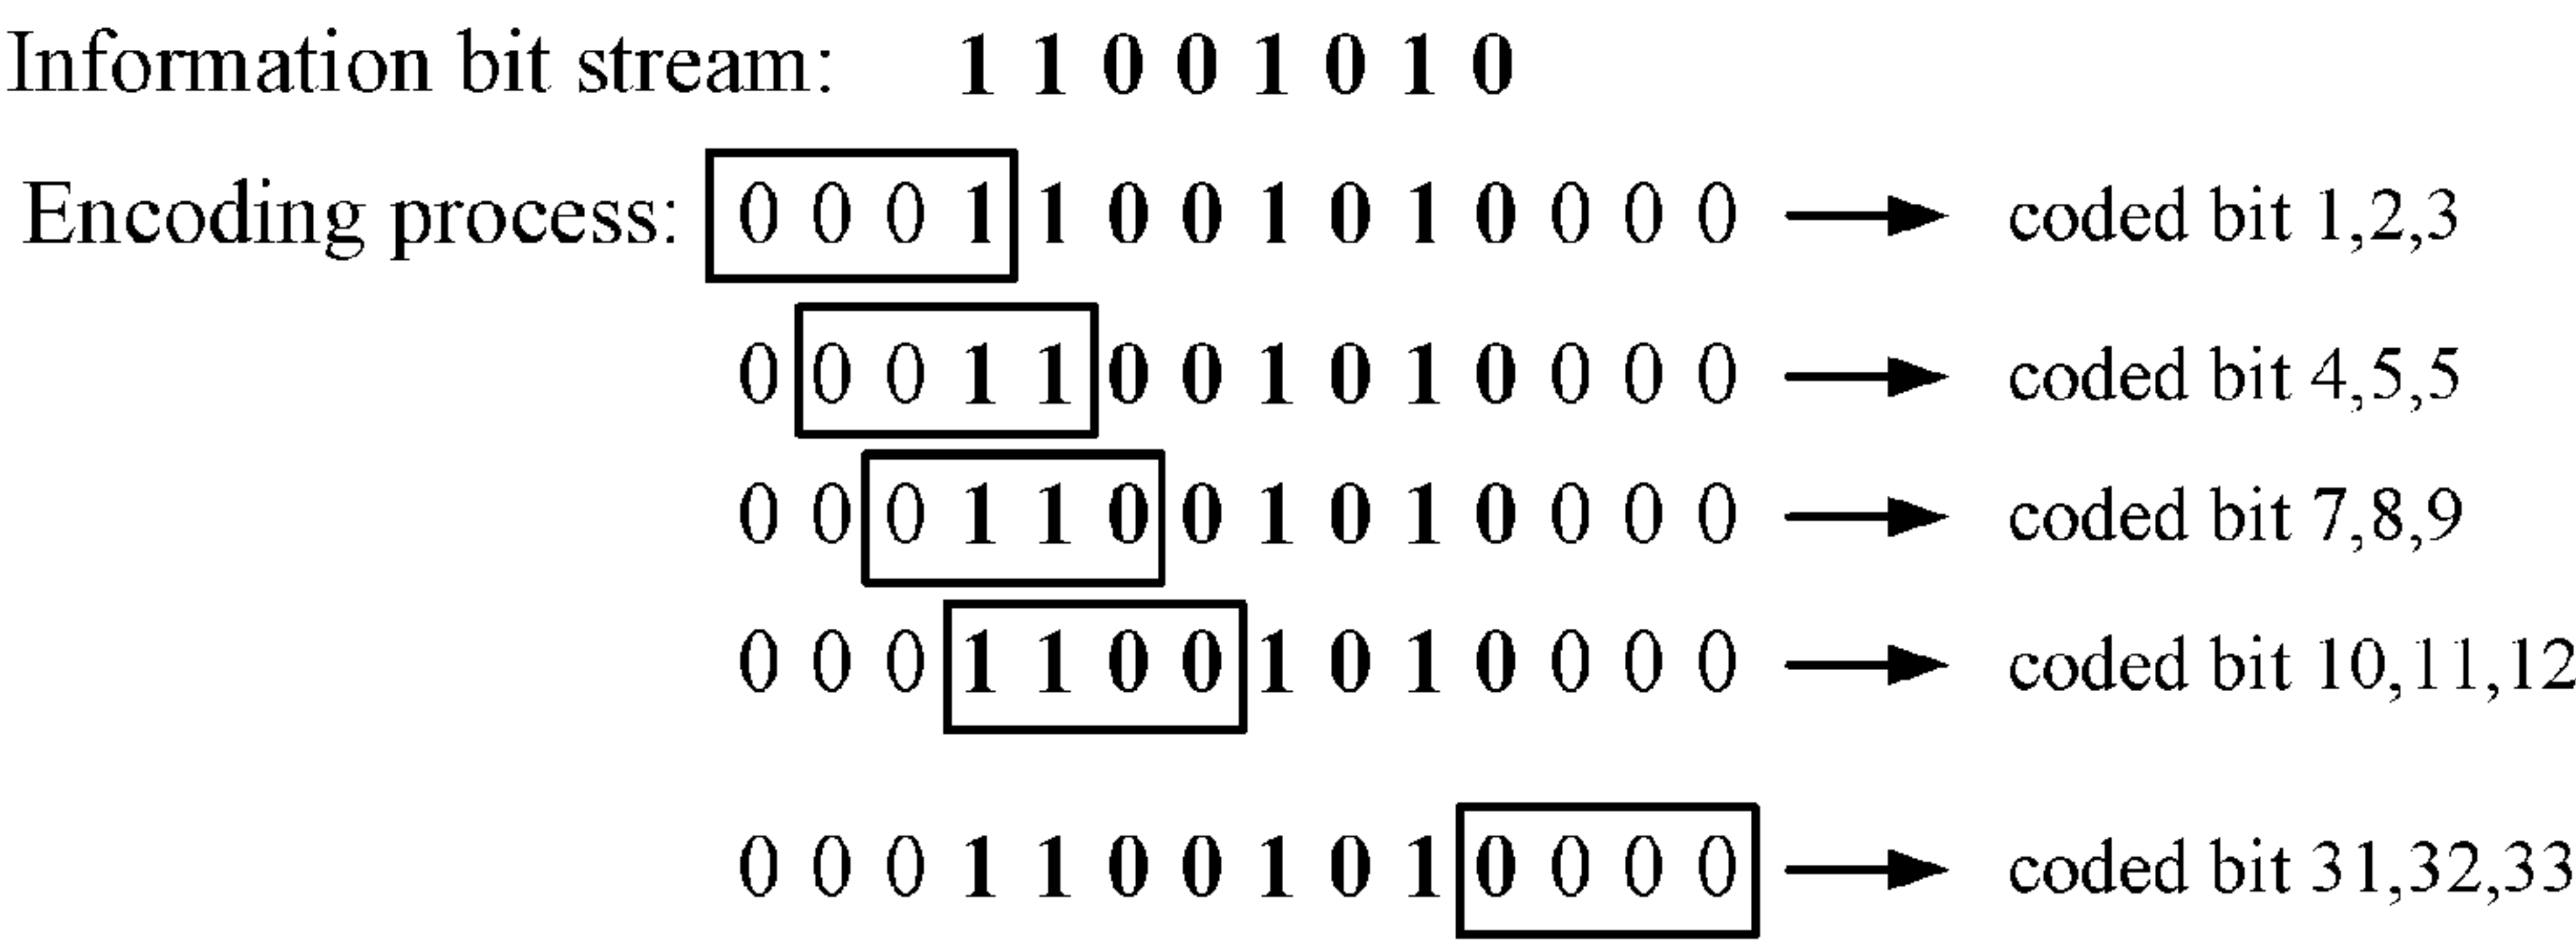 Information bit stream: 1 1 0 0 1 0 1 0
Encoding process: 0 0 0 1 1 0 0 1 0 1 0 0 0 0 coded bit 1,2,3
0 0 0 1 1 0 0 1 0 1 0 0 0 0 coded bit 4,5,5
0 0 0 1 1 0 0 1 0 1 0 0 0 0 coded bit 7,8,9
0 0 0 1 1 0 0 1 0 1 0 0 0 0 coded bit 10,11,12
0 0 0 1 1 0 0 1 0 1 0 0 0 0 coded bit 31,32,33